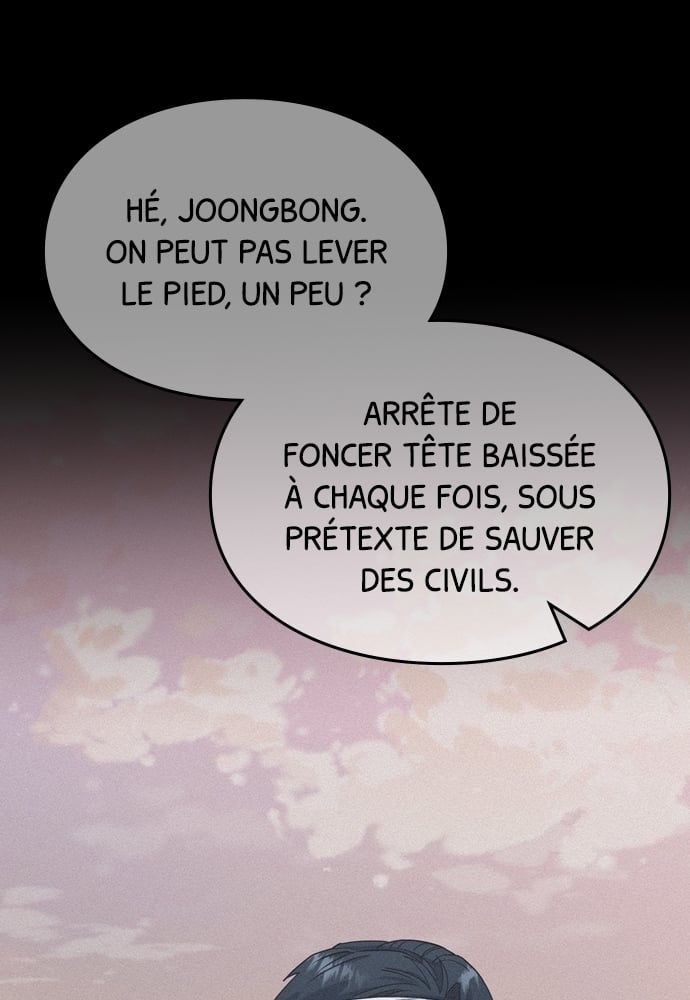 HÉ, JOONGBONG.
ON PEUT PAS LEVER
LE PIED, UN PEU ?
ARRÊTE DE
FONCER TÊTE BAISSÉE
À CHAQUE FOIS, SOUS
PRÉTEXTE DE SAUVER
DES CIVILS.